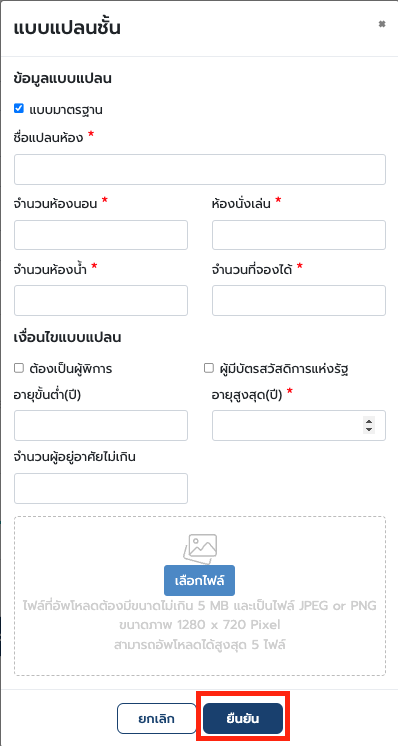 แบบแปลนชั้น
ข้อมูลแบบแปลน
แบบมาตรฐาน
ชื่อแปลนห้อง *
จำนวนห้องนอน * ห้องนั่งเล่น *
จำนวนห้องน้ำ * จำนวนที่จองได้ *
เงื่อนไขแบบแปลน
ต้องเป็นผู้พิการ ผู้มีบัตรสวัสดิการแห่งรัฐ
อายุขั้นต่ำ(ปี) อายุสูงสุด(ปี) *
จำนวนผู้อยู่อาศัยไม่เกิน
เลือกไฟล์
ไฟล์ที่อัพโหลดต้องมีขนาดไม่เกิน 5 MB และเป็นไฟล์ JPEG or PNG
ขนาดภาพ 1280 x 720 Pixel
สามารถอัพโหลดได้สูงสุด 5 ไฟล์
ยกเลิก ยืนยัน